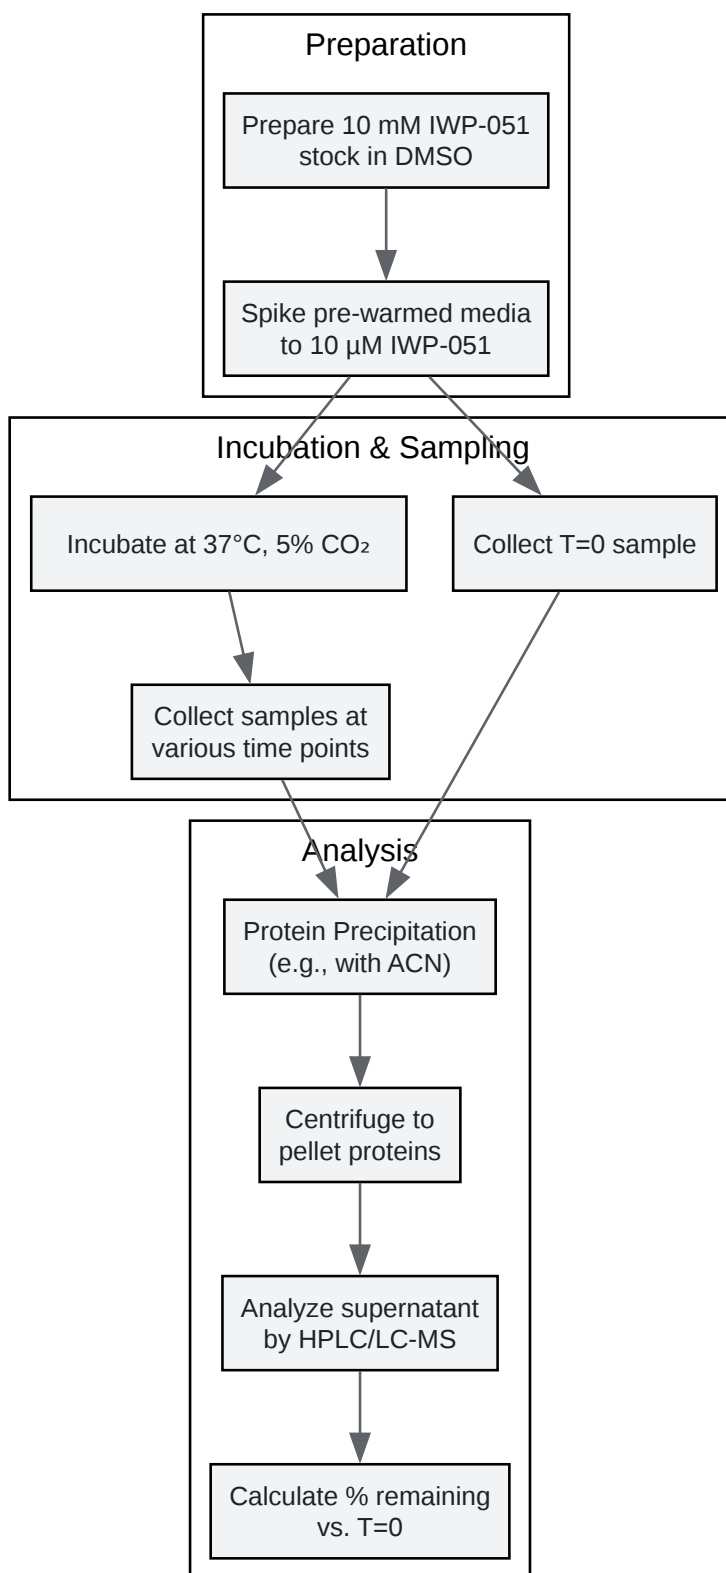 Preparation
Prepare 10 mM IWP-051
stock in DMSO
Spike pre-warmed media
to 10 µM IWP-051
Incubation & Sampling
Incubate at 37°C, 5% CO₂
Collect T=0 sample
Collect samples at
various time points
Analysis
Protein Precipitation
(e.g., with ACN)
Centrifuge to
pellet proteins
Analyze supernatant
by HPLC/LC-MS
Calculate % remaining
vs. T=0